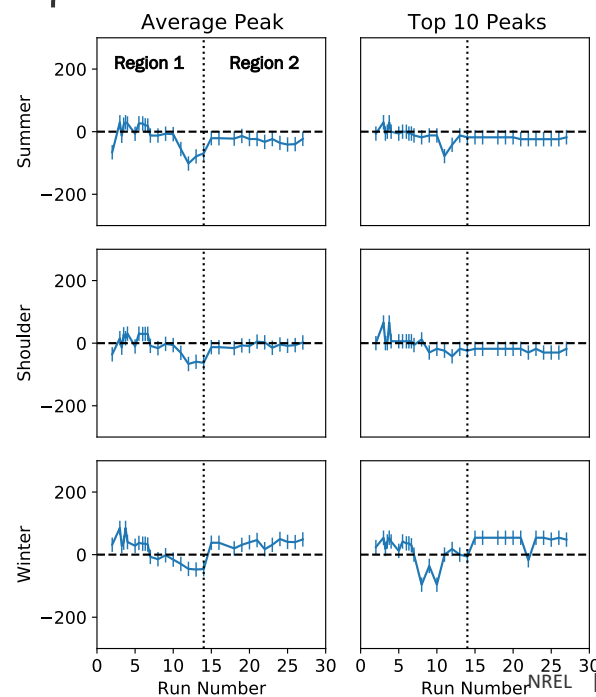 Average Peak
Top 10 Peaks
Region 1
Region 2
Summer
200
0
−200
Shoulder
200
0
−200
Winter
200
0
−200
0 5 10 15 20 25 30
0 5 10 15 20 25 30
Run Number
Run Number
NREL |